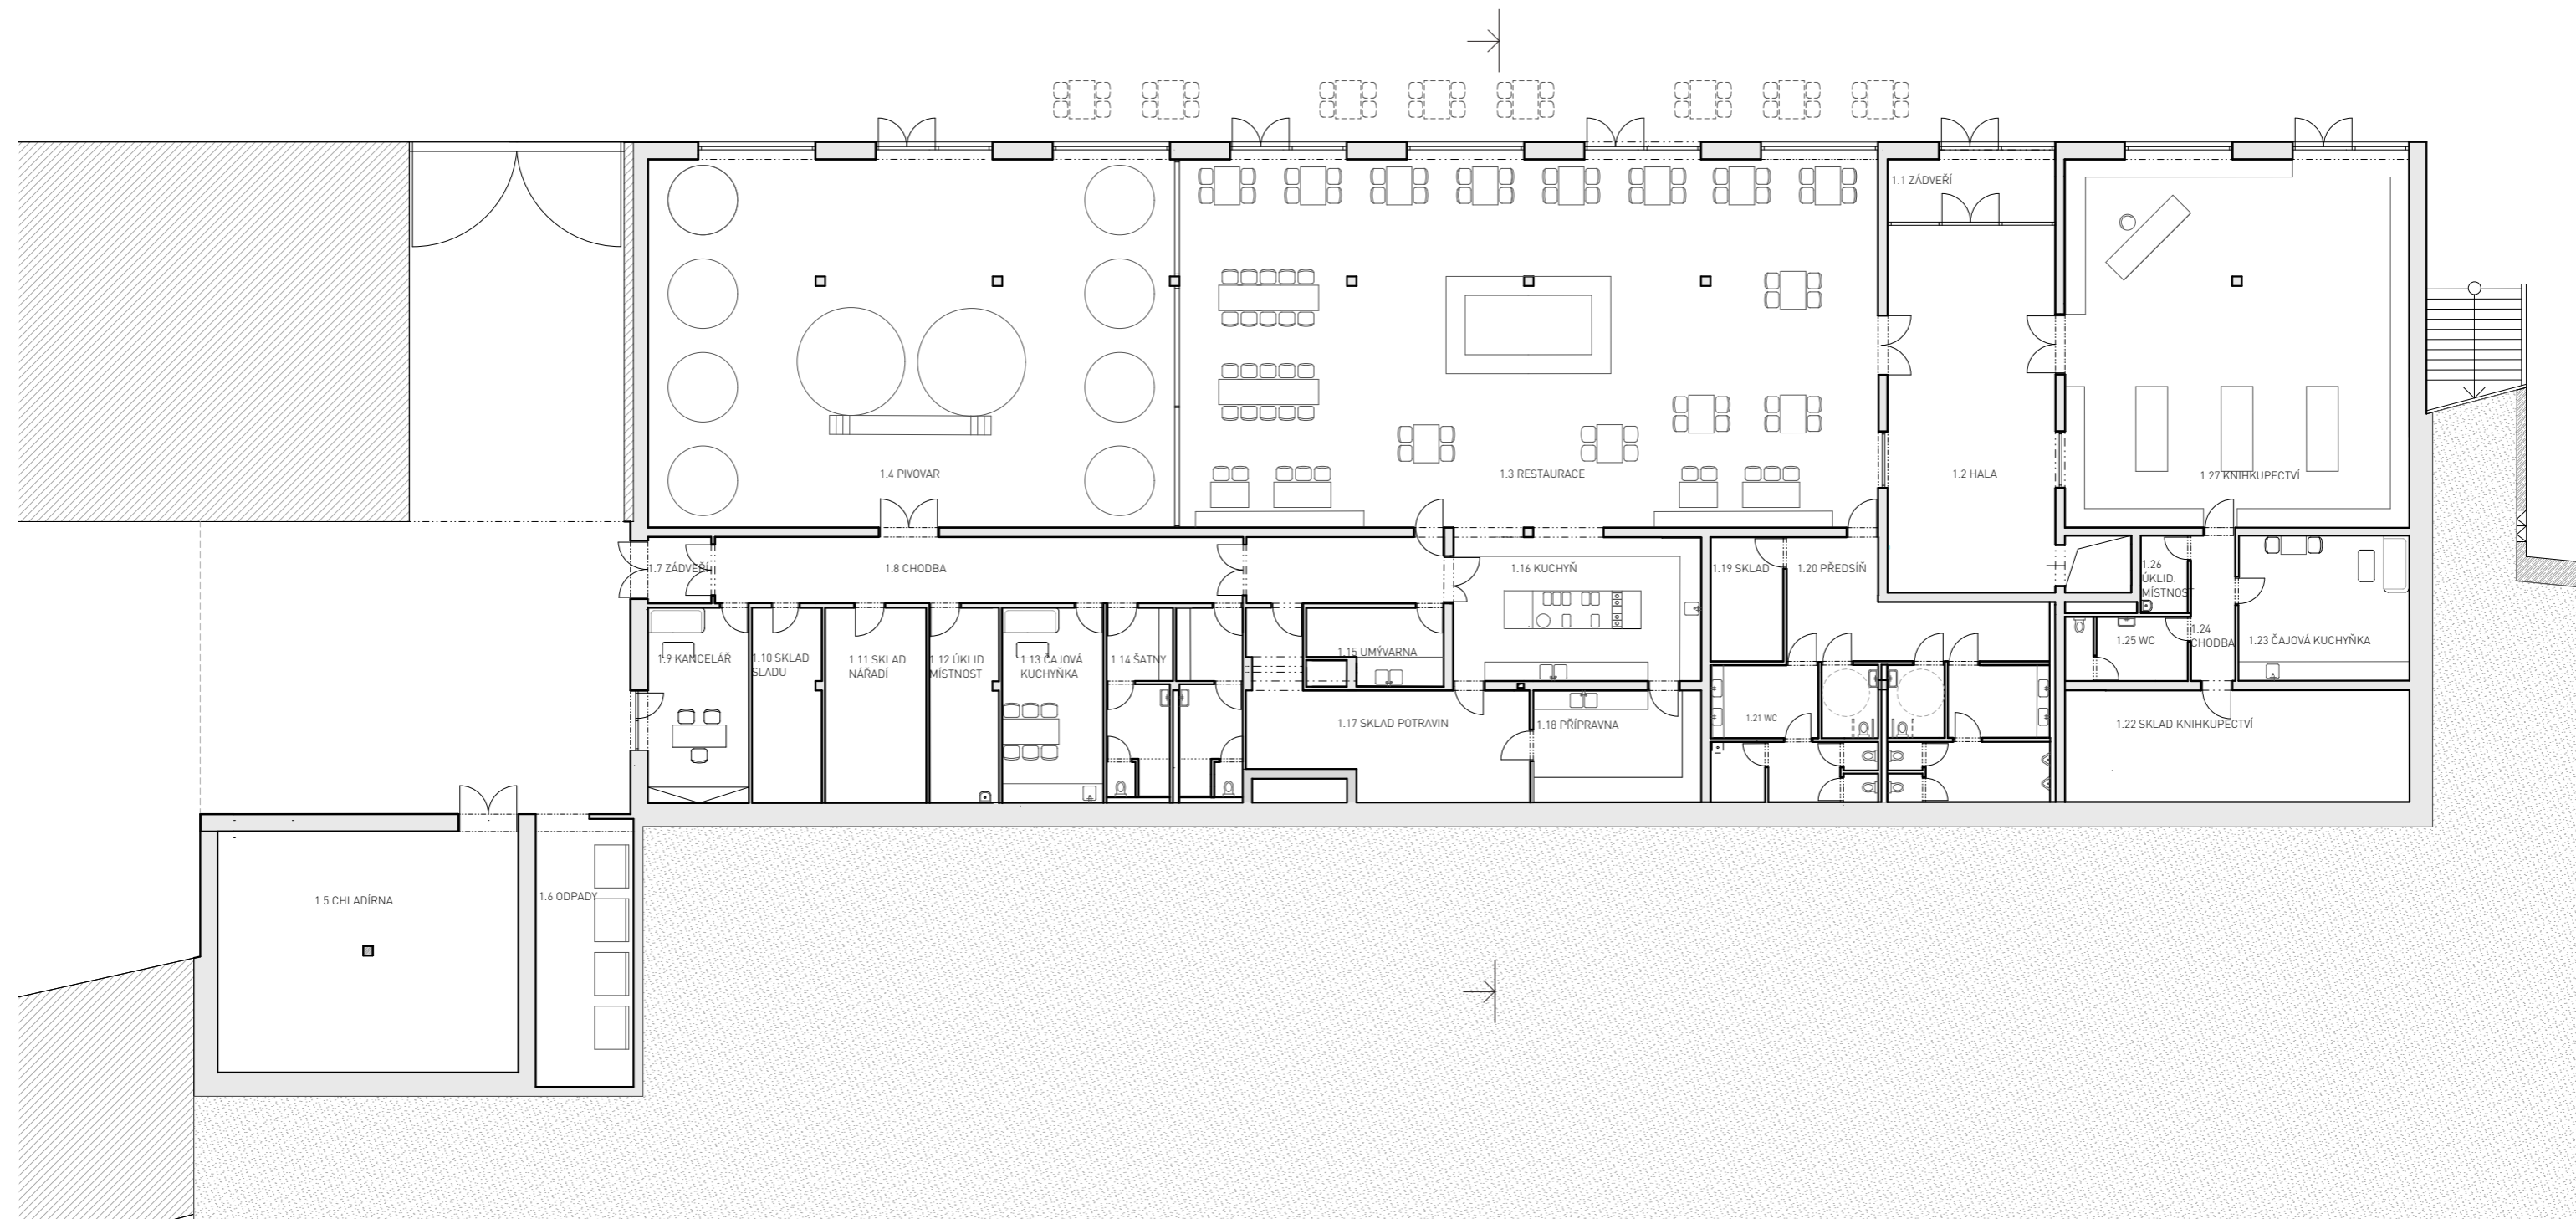 1.1 ZÁDVEŘÍ
1.4 PIVOVAR
1.3 RESTAURACE
1.2 HALA
1.27 KNIHKUPECTVÍ
1.7 ZÁDVEŘÍ
1.8 CHODBA
1.16 KUCHYŇ
1.19 SKLAD
1.20 PŘEDSÍŇ
1.26
ÚKLID.
MÍSTNOST
1.9 KANCELÁŘ
1.10 SKLAD
SLADU
1.11 SKLAD
NÁŘADÍ
1.12 ÚKLID.
MÍSTNOST
1.13 ČAJOVÁ
KUCHYŇKA
1.14 ŠATNY
1.15 UMÝVARNA
1.25 WC
1.24
CHODBA
1.23 ČAJOVÁ KUCHYŇKA
1.17 SKLAD POTRAVIN
1.18 PŘÍPRAVNA
1.21 WC
1.22 SKLAD KNIHKUPECTVÍ
1.5 CHLADÍRNA
1.6 ODPADY